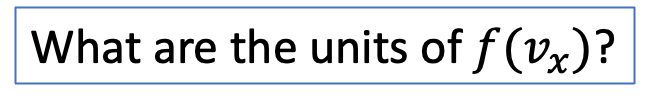 What are the units of 𝑓(𝑣ₓ)?